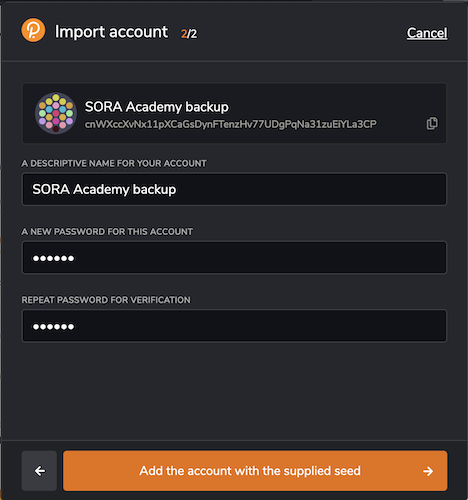 Import account 2/2 Cancel
SORA Academy backup
cnWXccXvNx11pXCaGsDynFTenzHv77UDgPqNa31zuEiYLa3CP
A DESCRIPTIVE NAME FOR YOUR ACCOUNT
SORA Academy backup
A NEW PASSWORD FOR THIS ACCOUNT
••••••
REPEAT PASSWORD FOR VERIFICATION
••••••
Add the account with the supplied seed